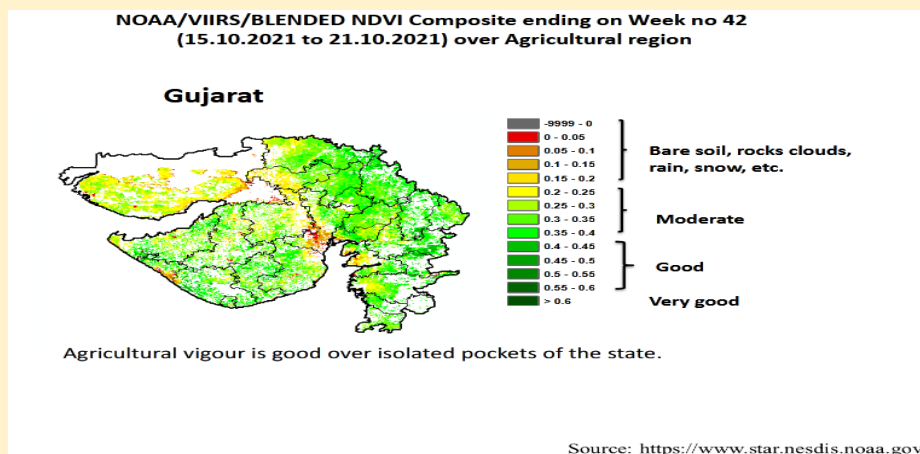 NOAA/VIIRS/BLENDED NDVI Composite ending on Week no 42
(15.10.2021 to 21.10.2021) over Agricultural region
Gujarat
-9999 - 0
0 - 0.05
0.05 - 0.1
0.1 - 0.15
0.15 - 0.2
0.2 - 0.25
0.25 - 0.3
0.3 - 0.35
0.35 - 0.4
0.4 - 0.45
0.45 - 0.5
0.5 - 0.55
0.55 - 0.6
> 0.6
Bare soil, rocks clouds,
rain, snow, etc.
Moderate
Good
Very good
Agricultural vigour is good over isolated pockets of the state.
Source: https://www.star.nesdis.noaa.gov